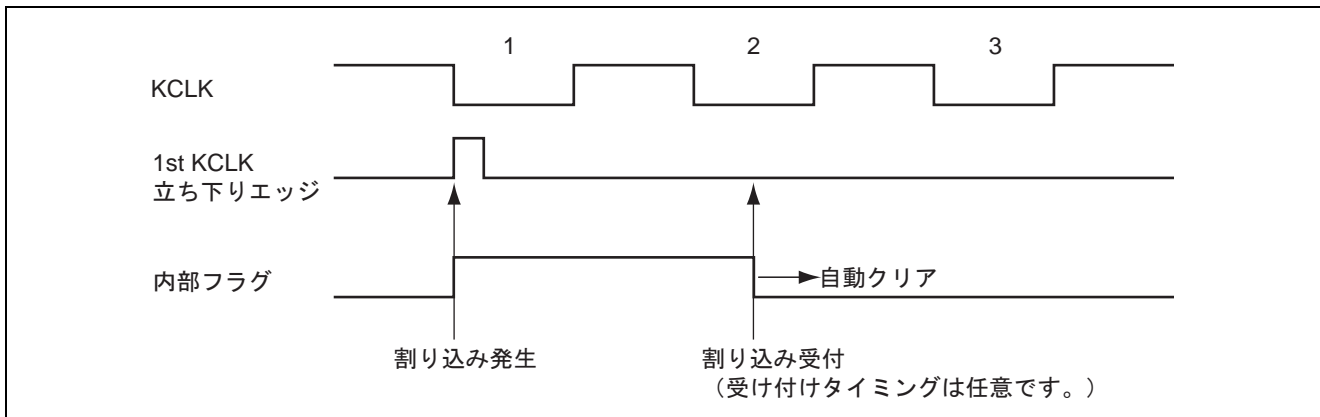 1 2 3
KCLK
1st KCLK
立ち下りエッジ
内部フラグ
自動クリア
割り込み発生
割り込み受付
（受け付けタイミングは任意です。）